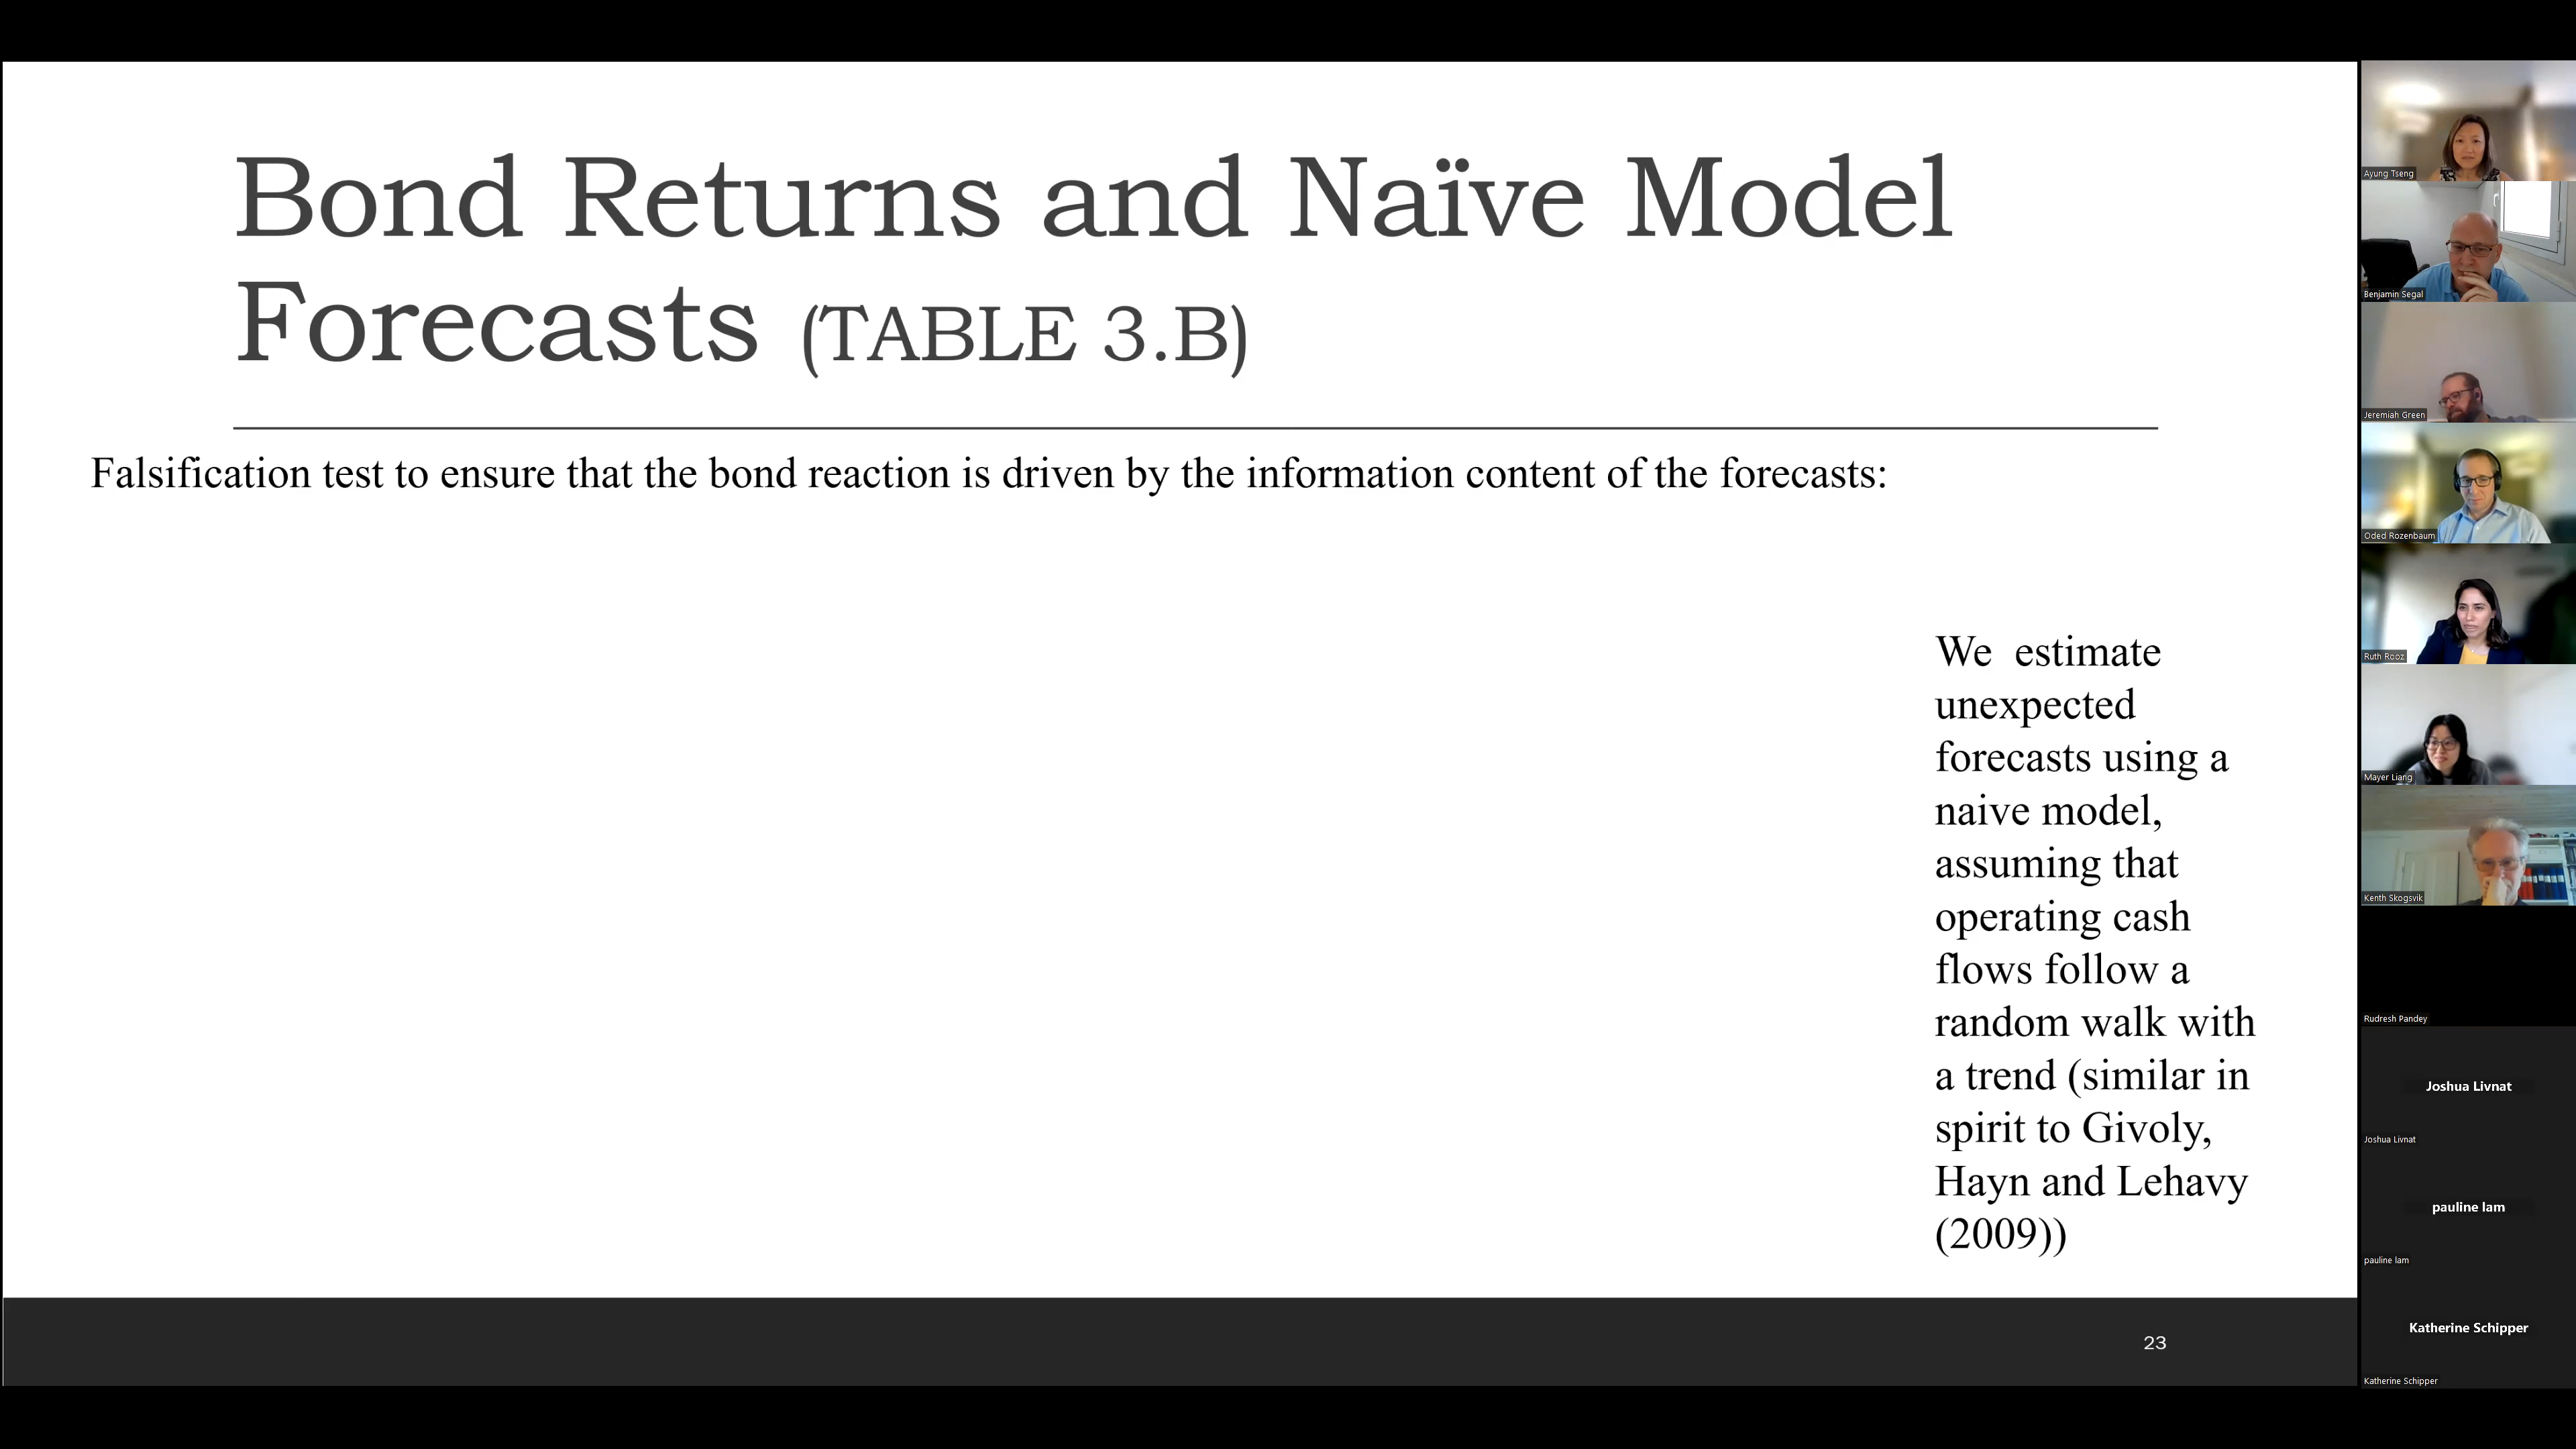 Bond Returns and Naïve Model
Forecasts (TABLE 3.B)
Falsification test to ensure that the bond reaction is driven by the information content of the forecasts:
We  estimate
unexpected
forecasts using a
naive model,
assuming that
operating cash
flows follow a
random walk with
a trend (similar in
spirit to Givoly,
Hayn and Lehavy
(2009))
23
Ayung Tseng
Benjamin Segal
Jeremiah Green
Oded Rozenbaum
Ruth Rooz
Mayer Liang
Kenth Skogsvik
Rudresh Pandey
Joshua Livnat
Joshua Livnat
pauline lam
pauline lam
Katherine Schipper
Katherine Schipper